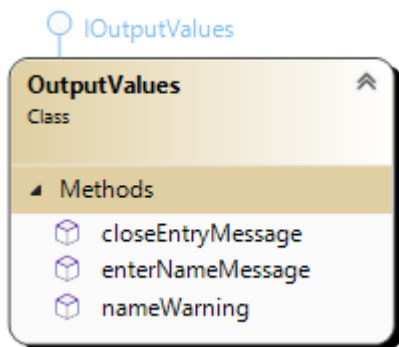 IOutputValues
OutputValues
Class
Methods
closeEntryMessage
enterNameMessage
nameWarning